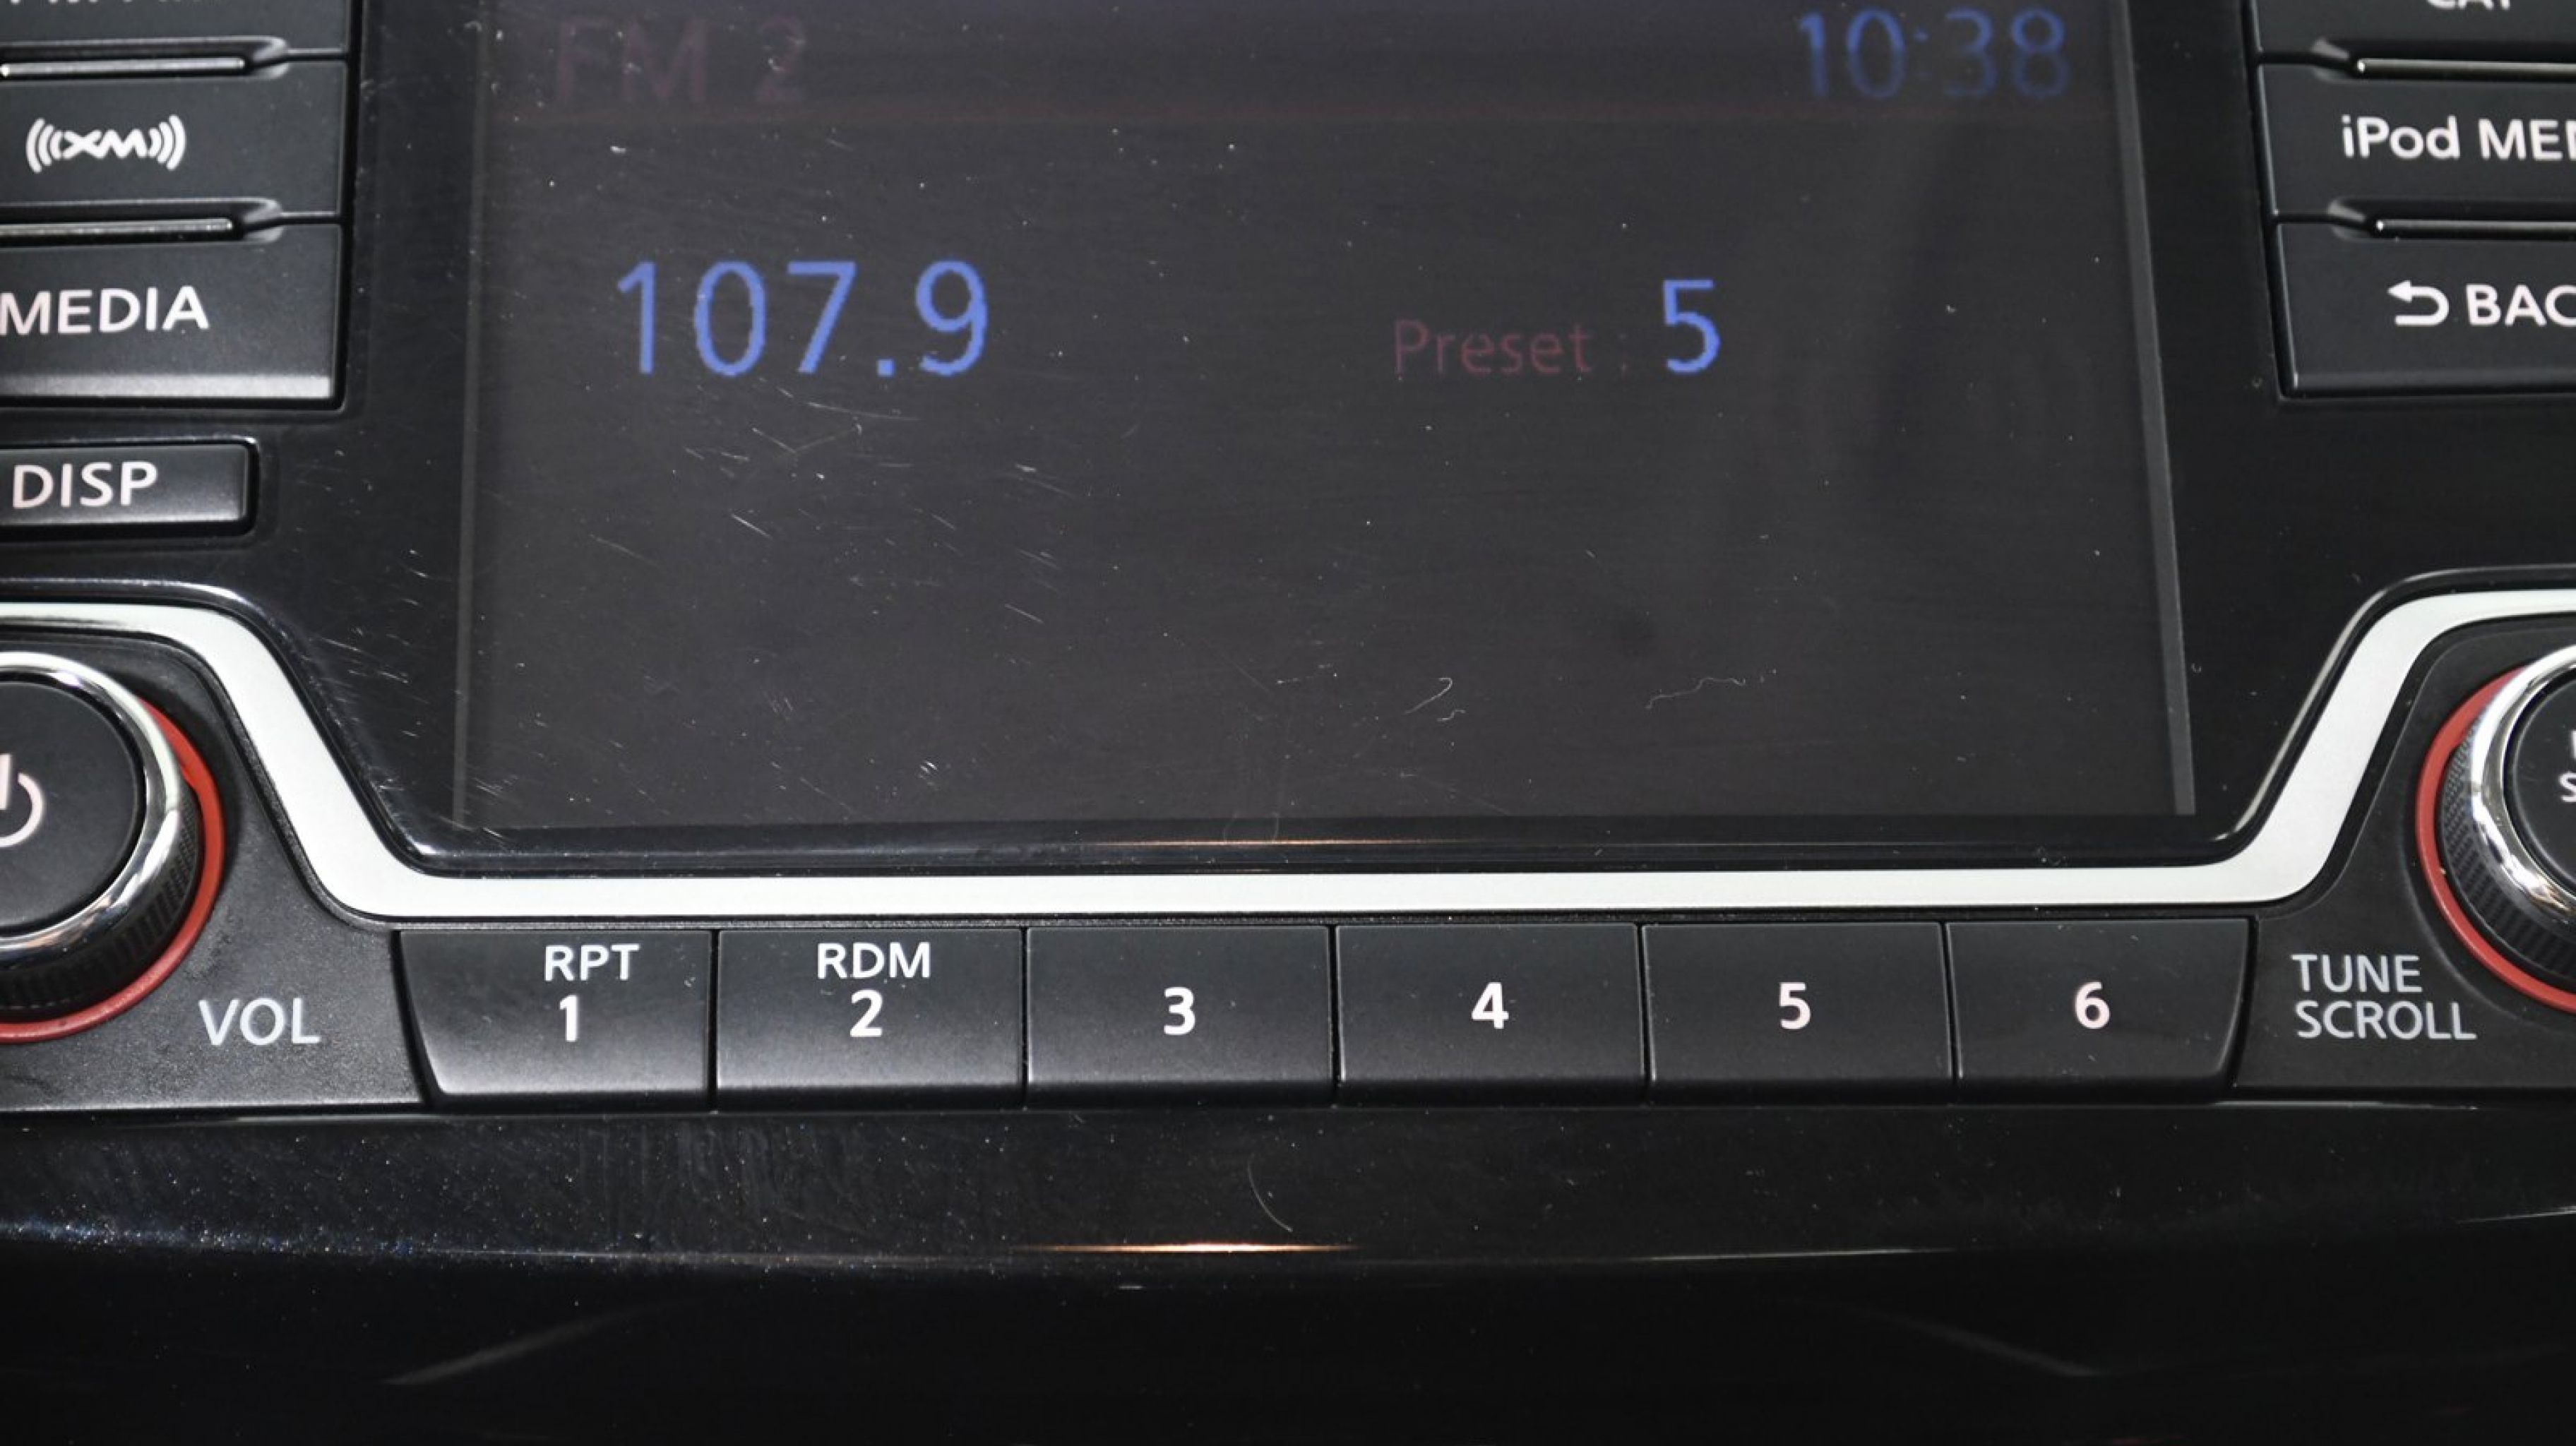 FM 2
10:38
XM
iPod MEN
107.9
Preset : 5
MEDIA
BAC
DISP
VOL
RPT
1
RDM
2
3
4
5
6
TUNE
SCROLL